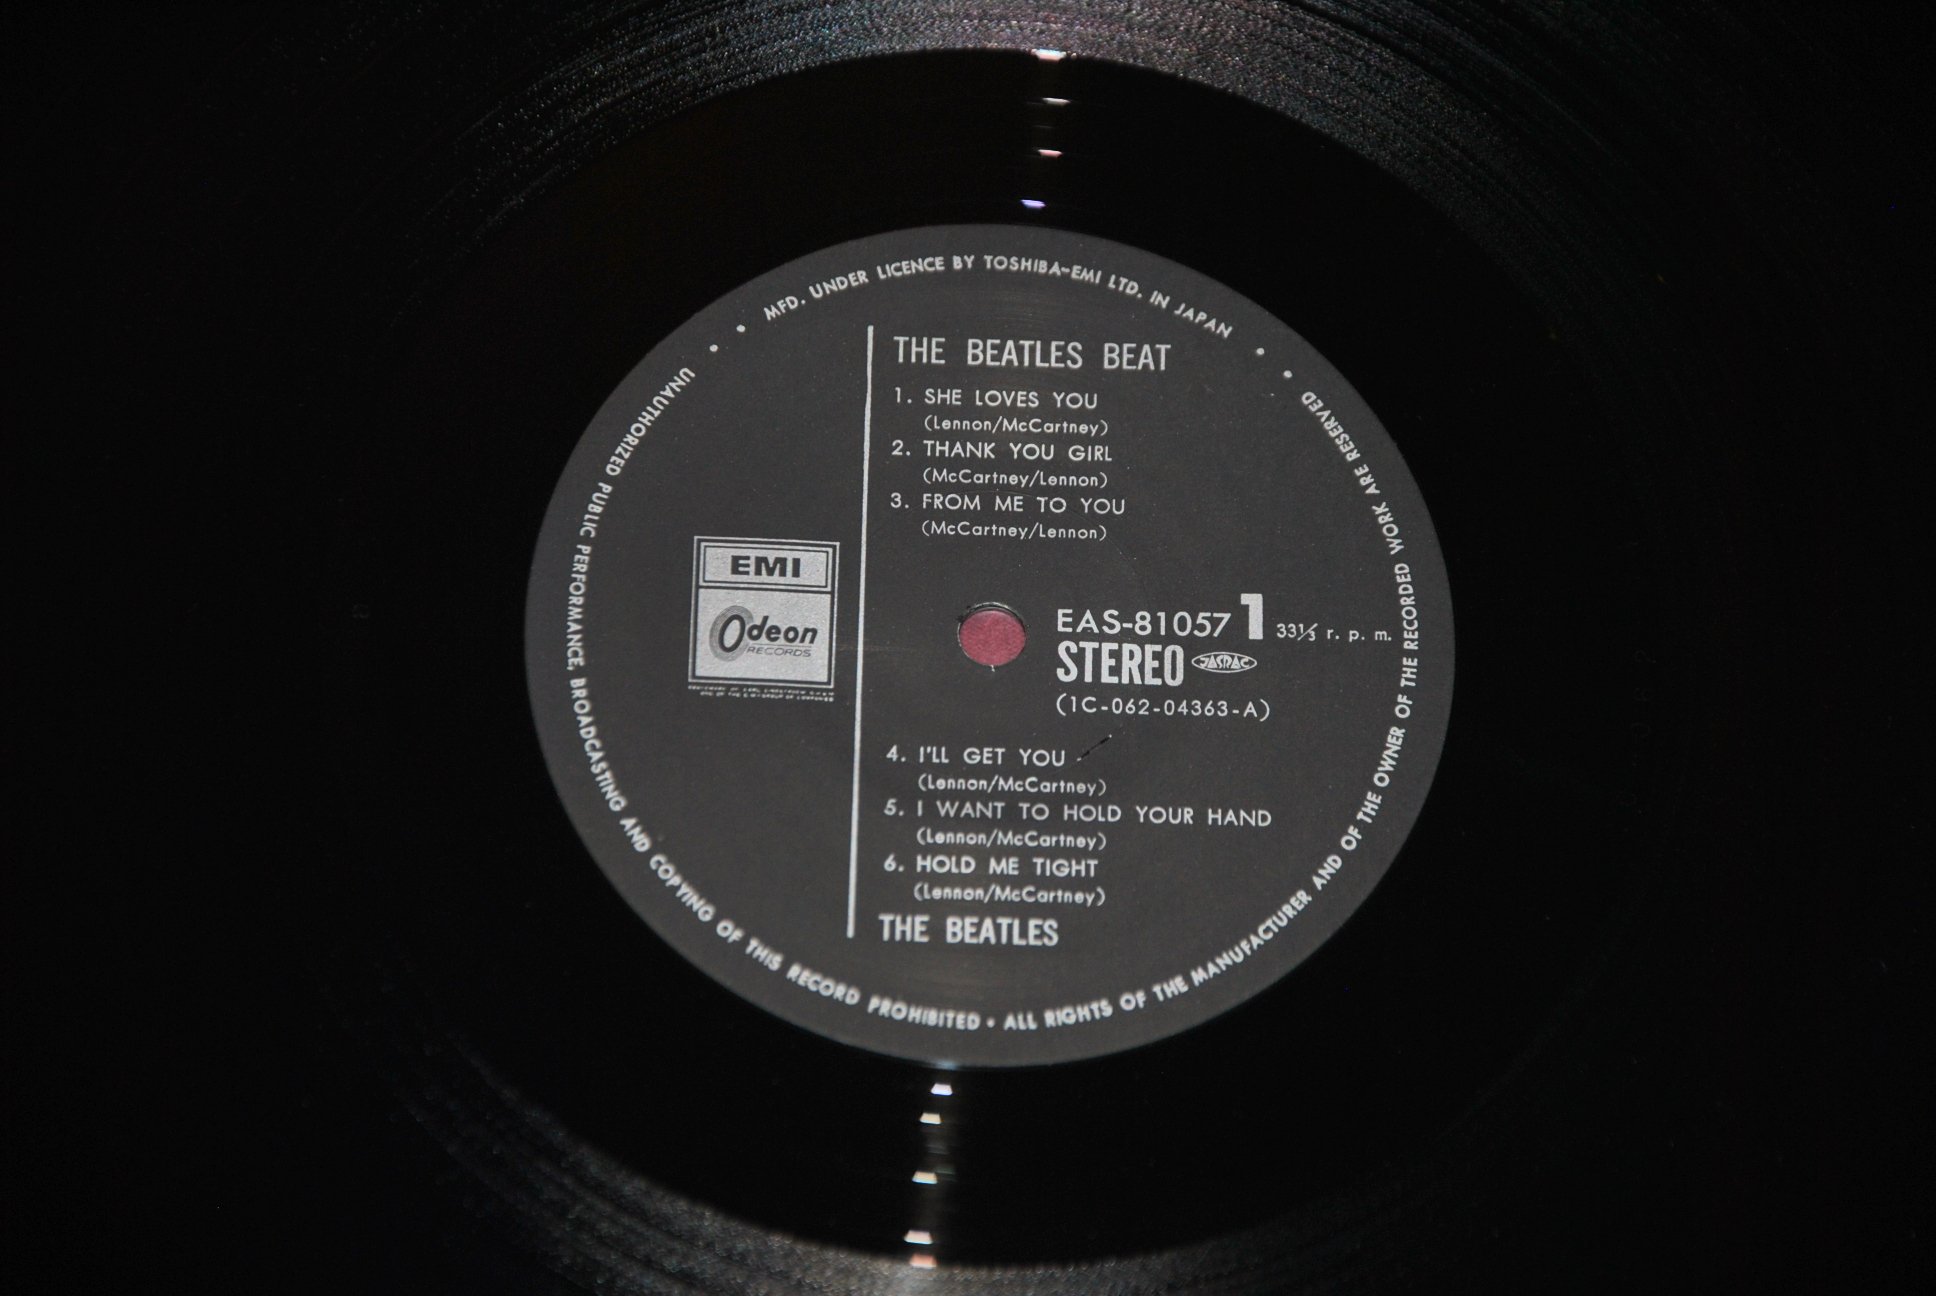 MFD. UNDER LICENCE BY TOSHIBA-EMI LTD. IN JAPAN
THE BEATLES BEAT
1. SHE LOVES YOU
(Lennon/McCartney)
2. THANK YOU GIRL
(McCartney/Lennon)
3. FROM ME TO YOU
(McCartney/Lennon)
EMI
Odeon
RECORDS
EAS-81057 1 33⅓ r. p. m.
STEREO JASRAC
(1C-062-04363-A)
4. I'LL GET YOU
(Lennon/McCartney)
5. I WANT TO HOLD YOUR HAND
(Lennon/McCartney)
6. HOLD ME TIGHT
(Lennon/McCartney)
THE BEATLES
UNAUTHORIZED PUBLIC PERFORMANCE, BROADCASTING AND COPYING OF THIS RECORD PROHIBITED • ALL RIGHTS OF THE MANUFACTURER AND OF THE OWNER OF THE RECORDED WORK ARE RESERVED